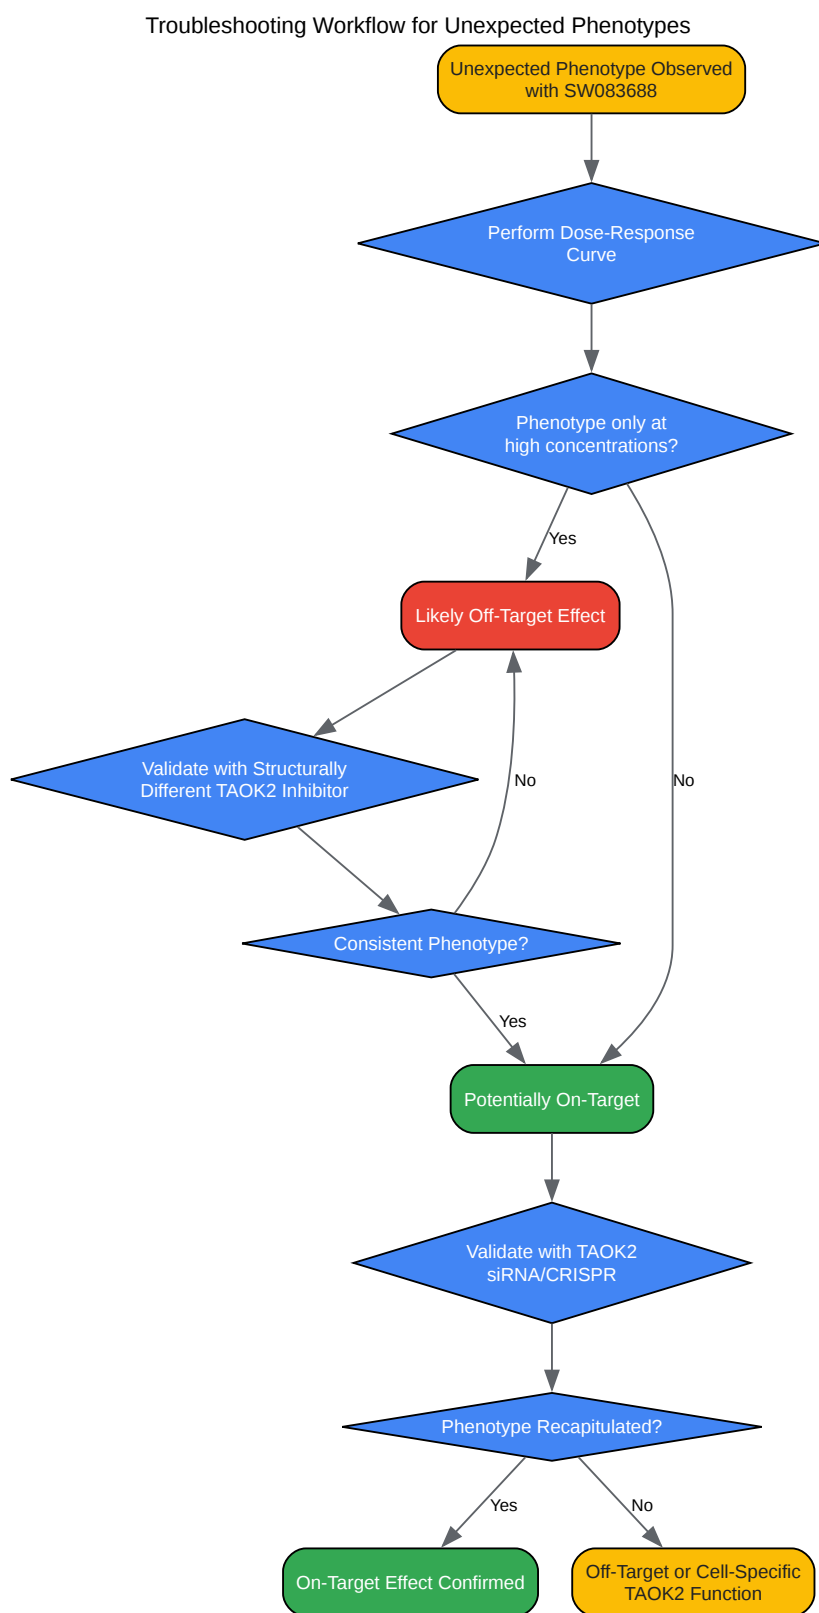 Troubleshooting Workflow for Unexpected Phenotypes
Unexpected Phenotype Observed
with SW083688
Perform Dose-Response
Curve
Phenotype only at
high concentrations?
Yes
Likely Off-Target Effect
Validate with Structurally
Different TAOK2 Inhibitor
No
No
Consistent Phenotype?
Yes
Potentially On-Target
Validate with TAOK2
siRNA/CRISPR
Phenotype Recapitulated?
Yes
No
On-Target Effect Confirmed
Off-Target or Cell-Specific
TAOK2 Function